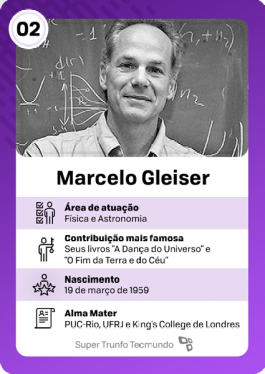 02
Marcelo Gleiser
Área de atuação
Física e Astronomia
Contribuição mais famosa
Seus livros "A Dança do Universo" e
"O Fim da Terra e do Céu"
Nascimento
19 de março de 1959
Alma Mater
PUC-Rio, UFRJ e King's College de Londres
Super Trunfo Tecmundo